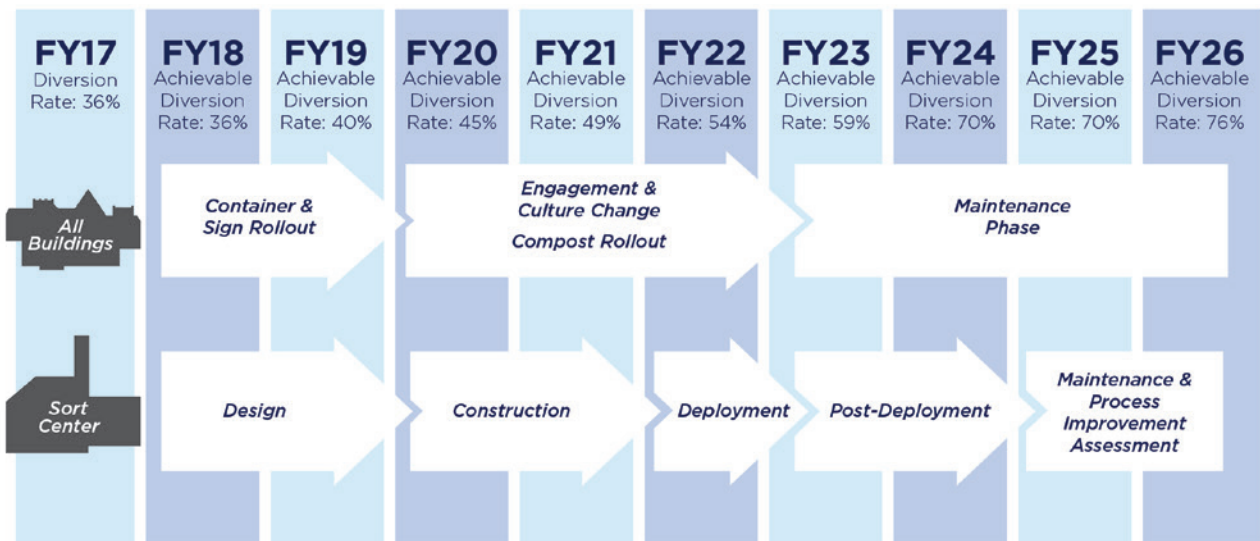 FY17
Diversion
Rate: 36%
FY18
Achievable
Diversion
Rate: 36%
FY19
Achievable
Diversion
Rate: 40%
FY20
Achievable
Diversion
Rate: 45%
FY21
Achievable
Diversion
Rate: 49%
FY22
Achievable
Diversion
Rate: 54%
FY23
Achievable
Diversion
Rate: 59%
FY24
Achievable
Diversion
Rate: 70%
FY25
Achievable
Diversion
Rate: 70%
FY26
Achievable
Diversion
Rate: 76%
All
Buildings
Container &
Sign Rollout
Engagement &
Culture Change
Compost Rollout
Maintenance
Phase
Sort
Center
Design
Construction
Deployment
Post-Deployment
Maintenance &
Process
Improvement
Assessment